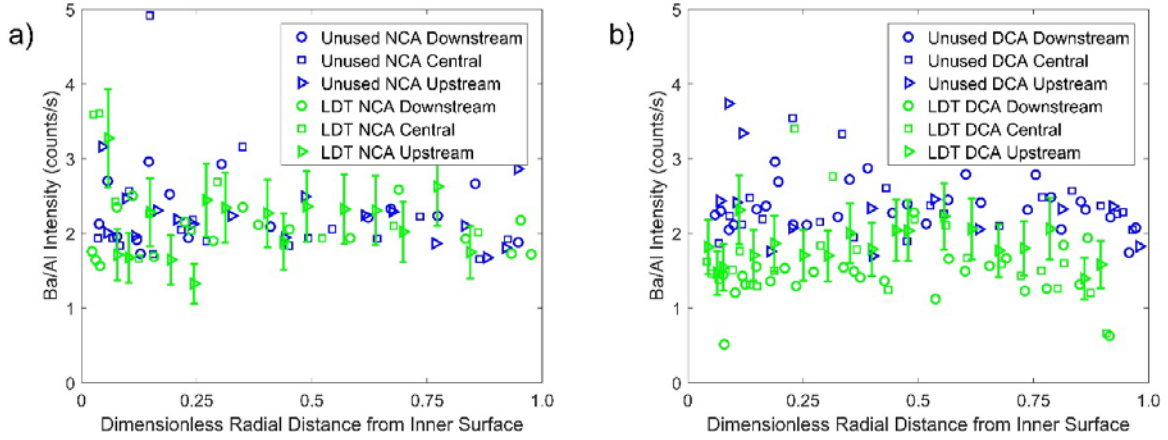 a)
Ba/Al Intensity (counts/s)
5
4
3
2
1
0
0
0.25
0.50
0.75
1.0
Dimensionless Radial Distance from Inner Surface
Unused NCA Downstream
Unused NCA Central
Unused NCA Upstream
LDT NCA Downstream
LDT NCA Central
LDT NCA Upstream
b)
Ba/Al Intensity (counts/s)
5
4
3
2
1
0
0
0.25
0.50
0.75
1.0
Dimensionless Radial Distance from Inner Surface
Unused DCA Downstream
Unused DCA Central
Unused DCA Upstream
LDT DCA Downstream
LDT DCA Central
LDT DCA Upstream